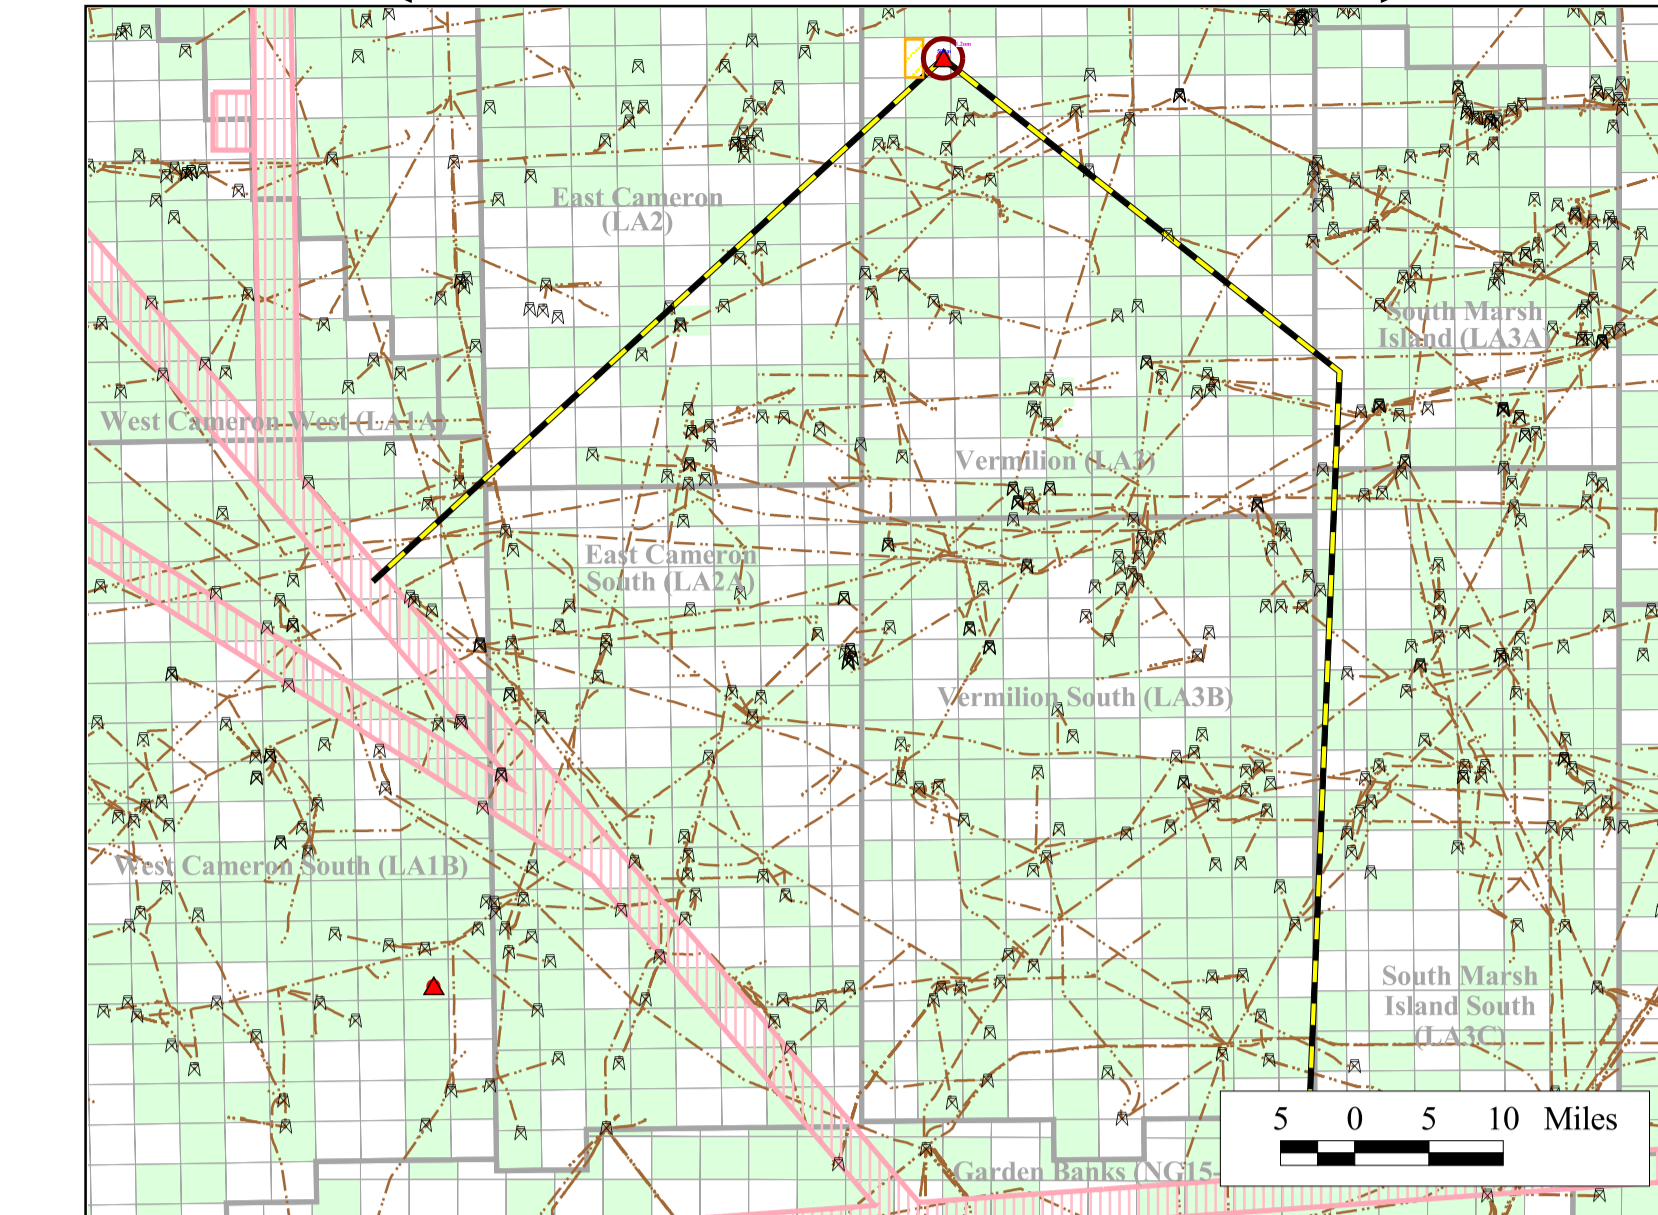 East Cameron
(LA2)
South Marsh
Island (LA3A)
West Cameron West (LA1A)
Vermilion (LA3)
East Cameron
South (LA2A)
Vermilion South (LA3B)
West Cameron South (LA1B)
South Marsh
Island South
(LA3C)
5 0 5 10 Miles
Garden Banks (NG15-